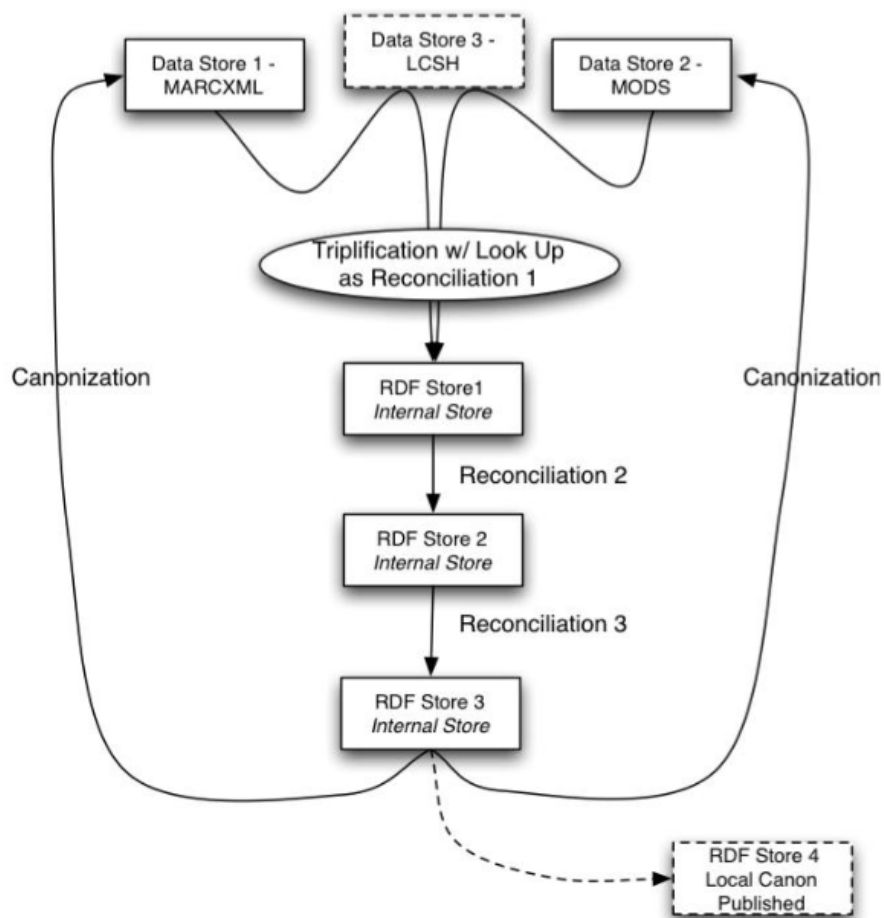 Data Store 1 -
MARCXML
Data Store 3 -
LCSH
Data Store 2 -
MODS
Triplification w/ Look Up
as Reconciliation 1
Canonization
Canonization
RDF Store1
Internal Store
Reconciliation 2
RDF Store 2
Internal Store
Reconciliation 3
RDF Store 3
Internal Store
RDF Store 4
Local Canon
Published